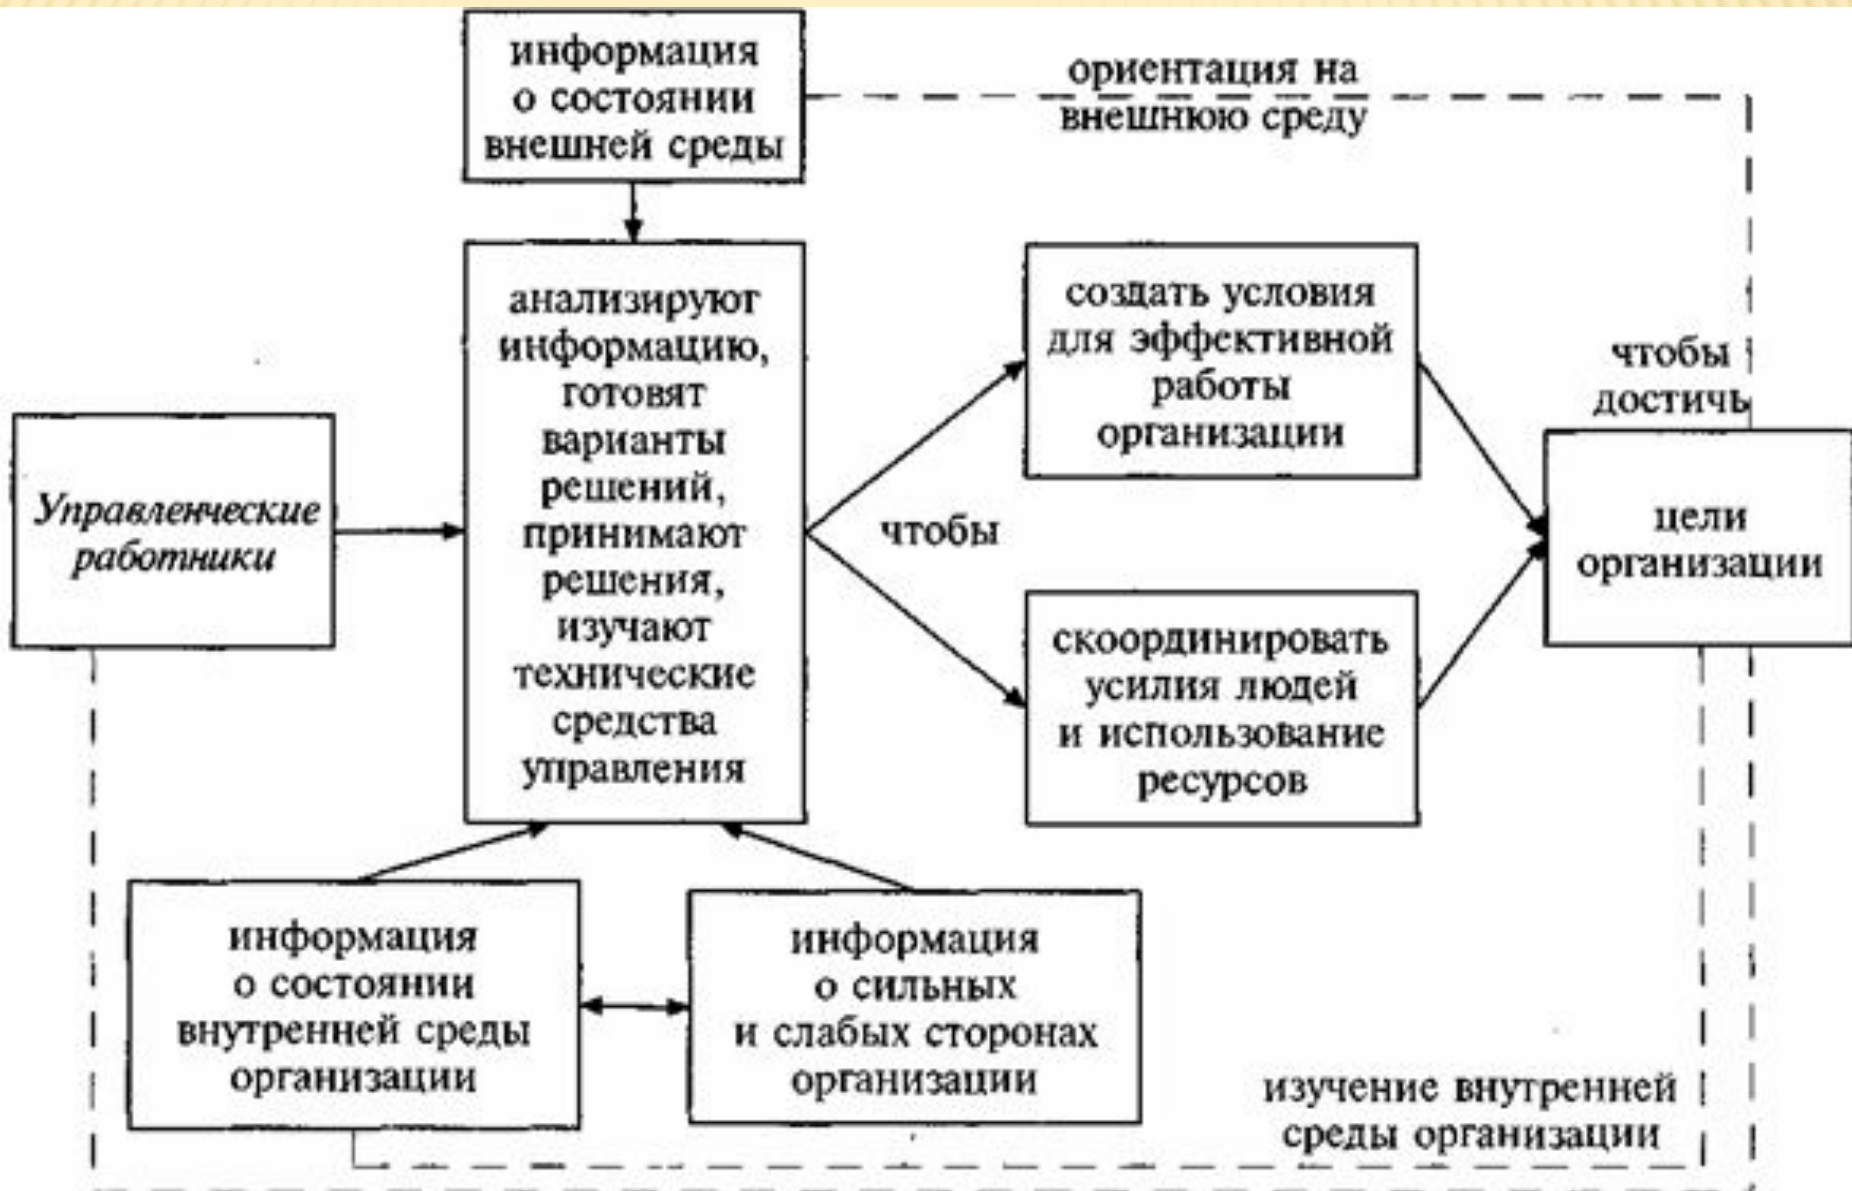 информация
о состоянии
внешней среды
ориентация на
внешнюю среду
анализируют
информацию,
готовят
варианты
решений,
принимают
решения,
изучают
технические
средства
управления
создать условия
для эффективной
работы
организации
чтобы
достичь
Управленческие
работники
чтобы
цели
организации
скоординировать
усилия людей
и использование
ресурсов
информация
о состоянии
внутренней среды
организации
информация
о сильных
и слабых сторонах
организации
изучение внутренней
среды организации